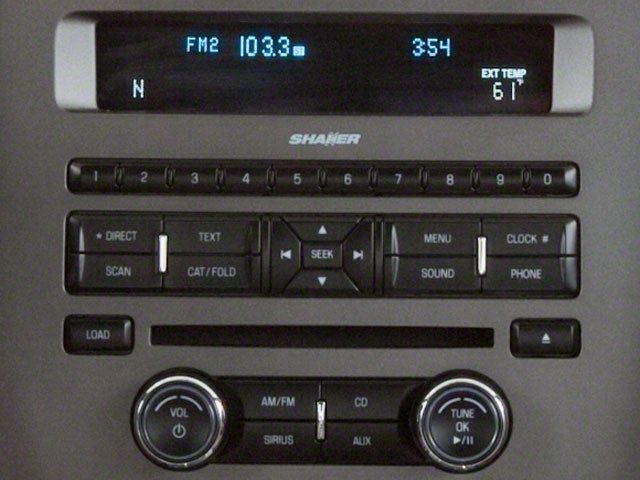 FM2 103.3 3:54
EXT TEMP
N 61°F
SHAKER
1 2 3 4 5 6 7 8 9 0
* DIRECT TEXT MENU CLOCK #
SEEK
SCAN CAT/FOLD SOUND PHONE
LOAD
AM/FM CD
VOL TUNE
OK
SIRIUS AUX